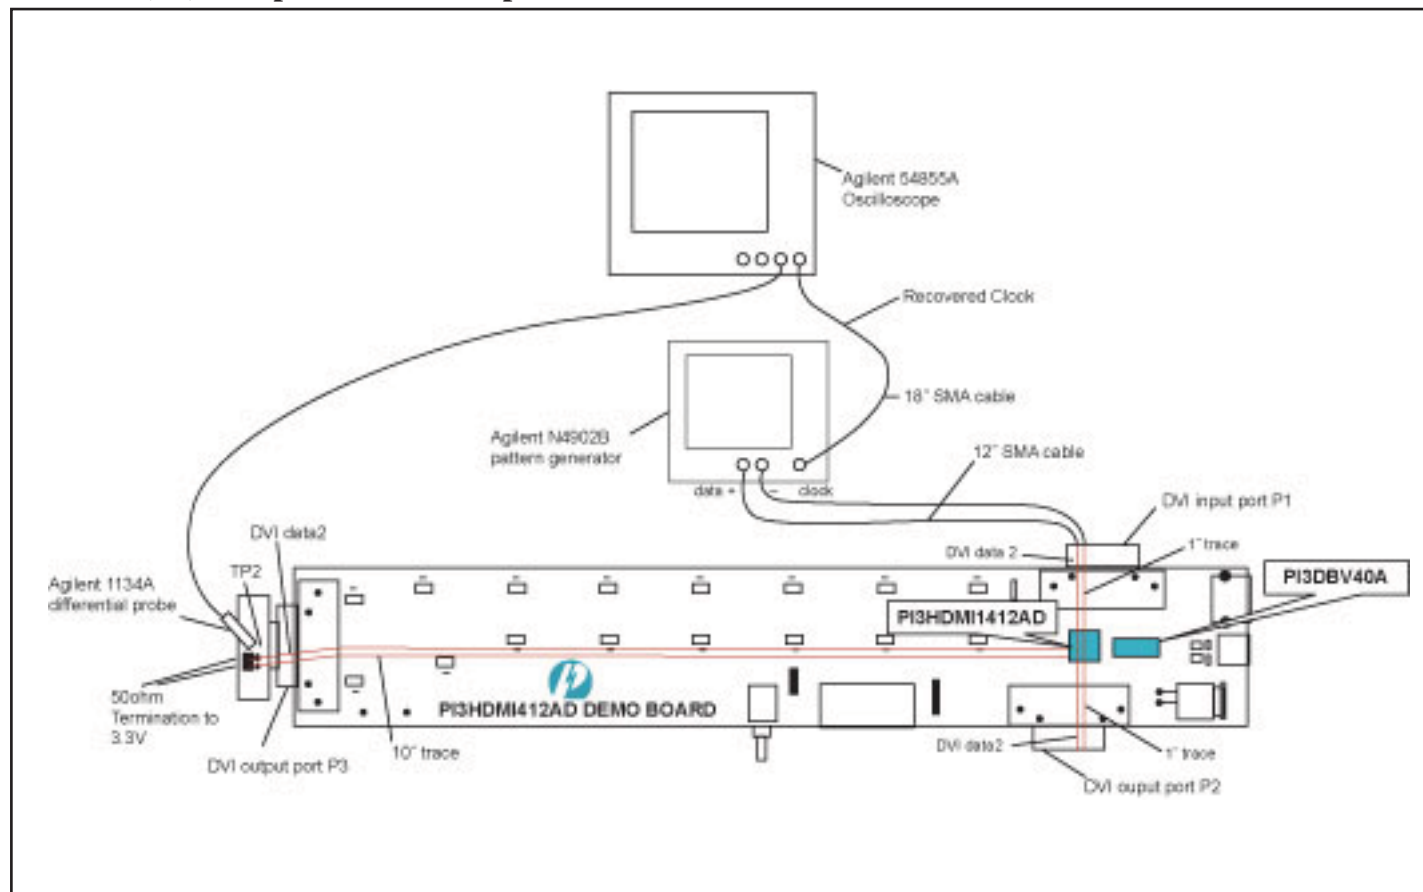 Agilent 54855A
Oscilloscope
Recovered Clock
18" SMA cable
Agilent N4902B
pattern generator
12" SMA cable
data +
–
clock
DVI input port P1
DVI data2
DVI data 2
1" trace
PI3DBV40A
TP2
Agilent 1134A
differential probe
PI3HDMI1412AD
50ohm
Termination to
3.3V
PI3HDMI412AD DEMO BOARD
DVI output port P3
10" trace
DVI data2
1" trace
DVI ouput port P2